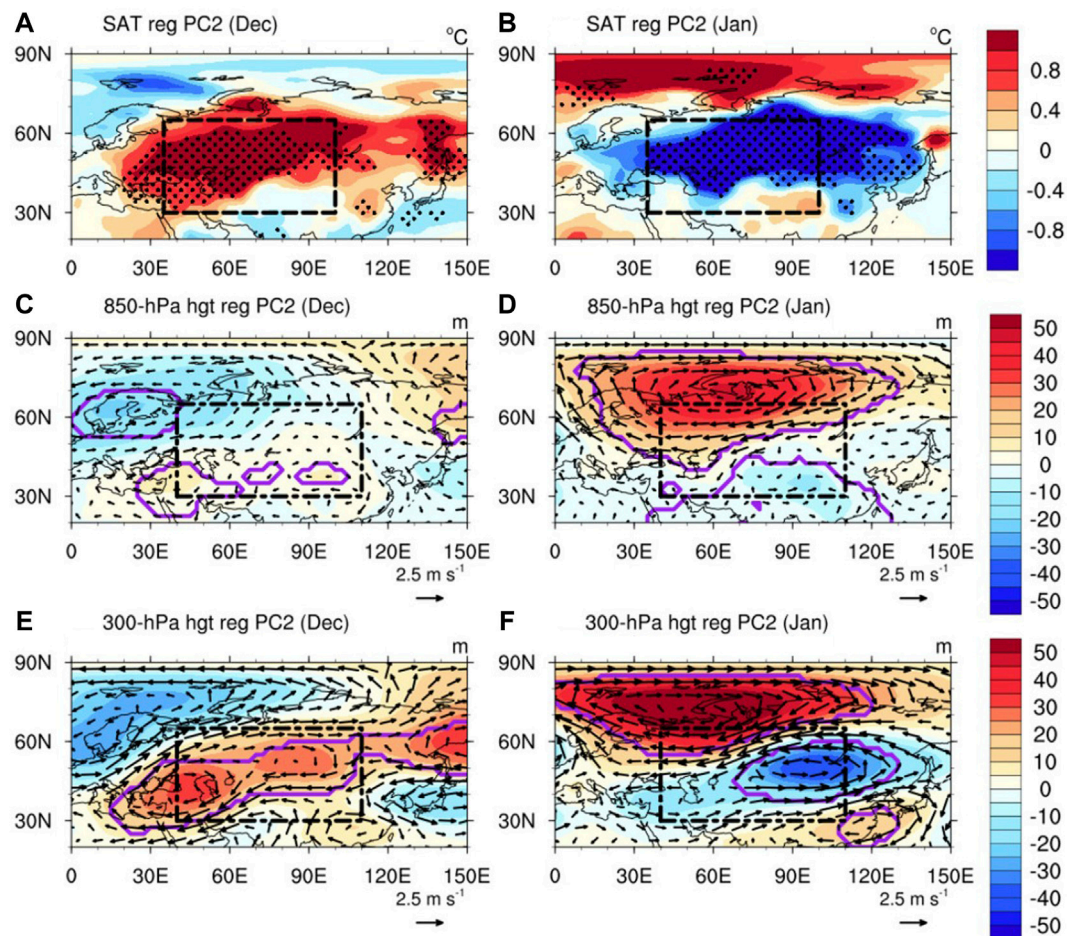 A SAT reg PC2 (Dec) °C
B SAT reg PC2 (Jan) °C
90N
60N
30N
0 30E 60E 90E 120E 150E
90N
60N
30N
0 30E 60E 90E 120E 150E
0.8
0.4
0
-0.4
-0.8
C 850-hPa hgt reg PC2 (Dec) m
D 850-hPa hgt reg PC2 (Jan) m
90N
60N
30N
0 30E 60E 90E 120E 150E
2.5 m s⁻¹
90N
60N
30N
0 30E 60E 90E 120E 150E
2.5 m s⁻¹
50
40
30
20
10
0
-10
-20
-30
-40
-50
E 300-hPa hgt reg PC2 (Dec) m
F 300-hPa hgt reg PC2 (Jan) m
90N
60N
30N
0 30E 60E 90E 120E 150E
2.5 m s⁻¹
90N
60N
30N
0 30E 60E 90E 120E 150E
2.5 m s⁻¹
50
40
30
20
10
0
-10
-20
-30
-40
-50